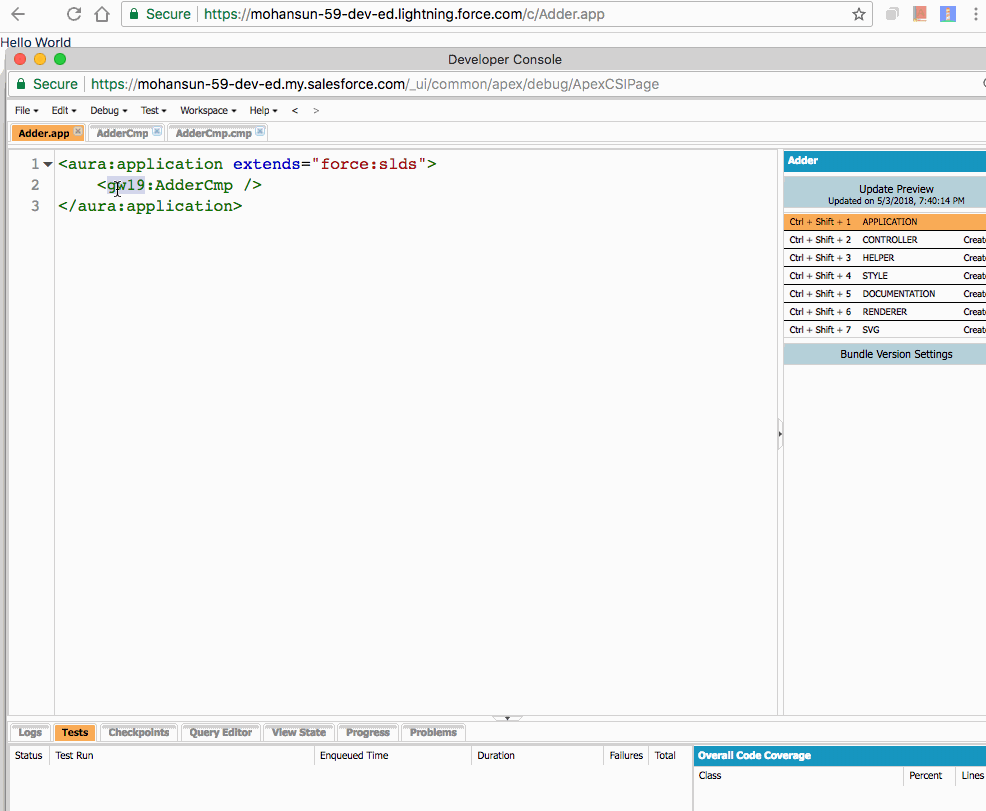 Secure https://mohansun-59-dev-ed.lightning.force.com/c/Adder.app
Hello World
Developer Console
Secure https://mohansun-59-dev-ed.my.salesforce.com/_ui/common/apex/debug/ApexCSIPage
File Edit Debug Test Workspace Help < >
Adder.app AdderCmp AdderCmp.cmp
1 <aura:application extends="force:slds">
2 <gw19:AdderCmp />
3 </aura:application>
Adder
Update Preview
Updated on 5/3/2018, 7:40:14 PM
Ctrl + Shift + 1 APPLICATION
Ctrl + Shift + 2 CONTROLLER Create
Ctrl + Shift + 3 HELPER Create
Ctrl + Shift + 4 STYLE Create
Ctrl + Shift + 5 DOCUMENTATION Create
Ctrl + Shift + 6 RENDERER Create
Ctrl + Shift + 7 SVG Create
Bundle Version Settings
Logs Tests Checkpoints Query Editor View State Progress Problems
Status Test Run Enqueued Time Duration Failures Total
Overall Code Coverage
Class Percent Lines